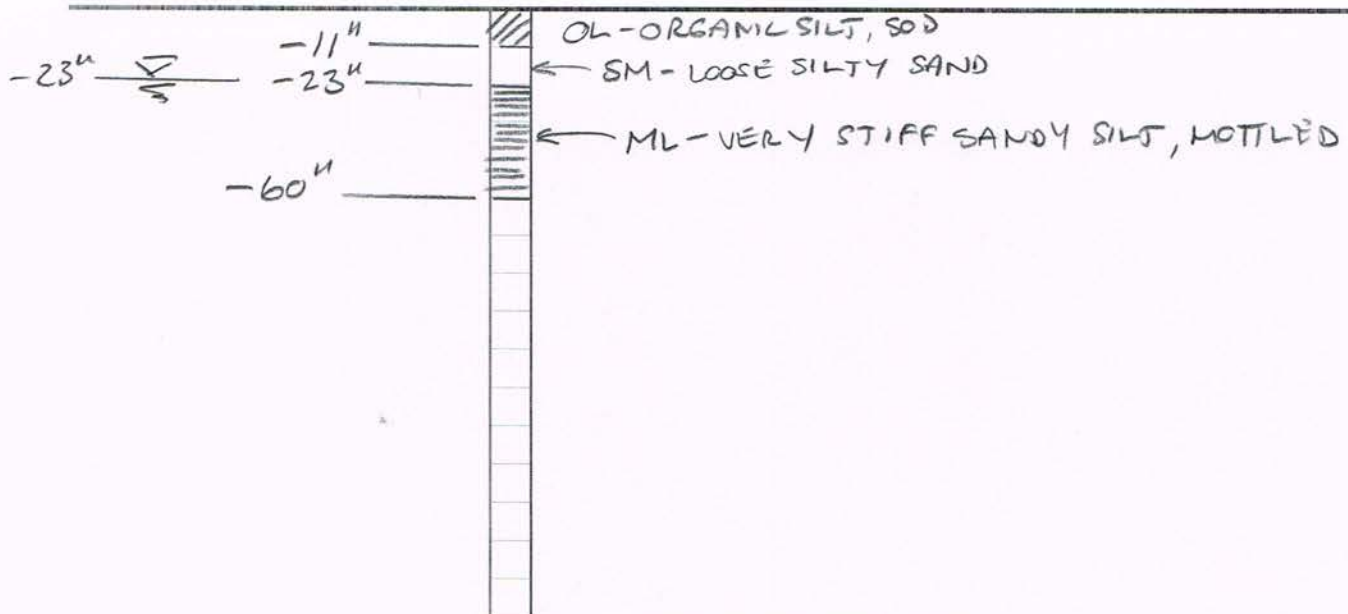 -11" OL-ORGANIC SILT, SOD
-23" -23" SM-LOOSE SILTY SAND
ML-VERY STIFF SANDY SILT, MOTTLED
-60"